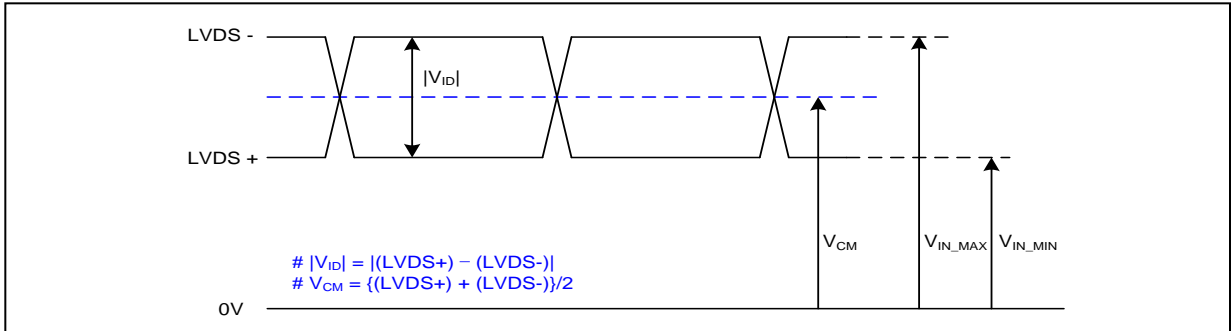 LVDS -
|VID|
LVDS +
VCM
VIN_MAX
VIN_MIN
# |VID| = |(LVDS+) – (LVDS-)|
# VCM = {(LVDS+) + (LVDS-)}/2
0V